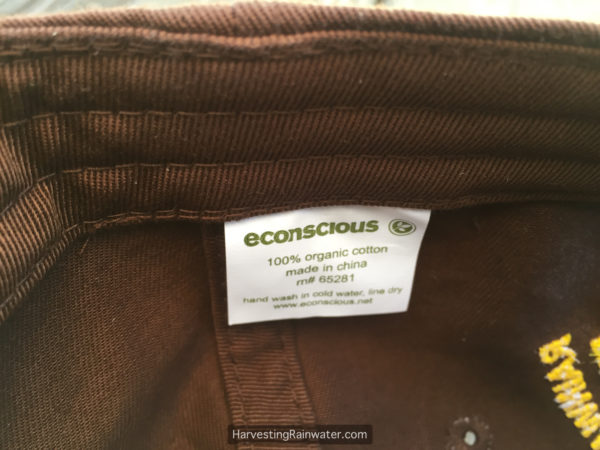 econscious
100% organic cotton
made in china
rn# 65281
hand wash in cold water, line dry
www.econscious.net
HarvestingRainwater.com